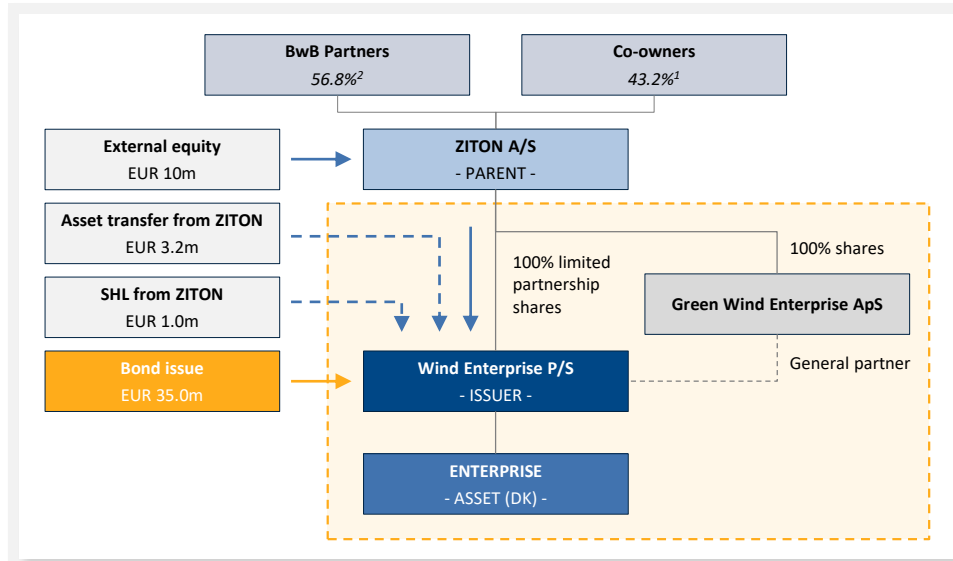 BwB Partners
56.8%²
Co-owners
43.2%¹
External equity
EUR 10m
ZITON A/S
- PARENT -
Asset transfer from ZITON
EUR 3.2m
100% limited
partnership
shares
100% shares
SHL from ZITON
EUR 1.0m
Green Wind Enterprise ApS
Bond issue
EUR 35.0m
Wind Enterprise P/S
- ISSUER -
General partner
ENTERPRISE
- ASSET (DK) -